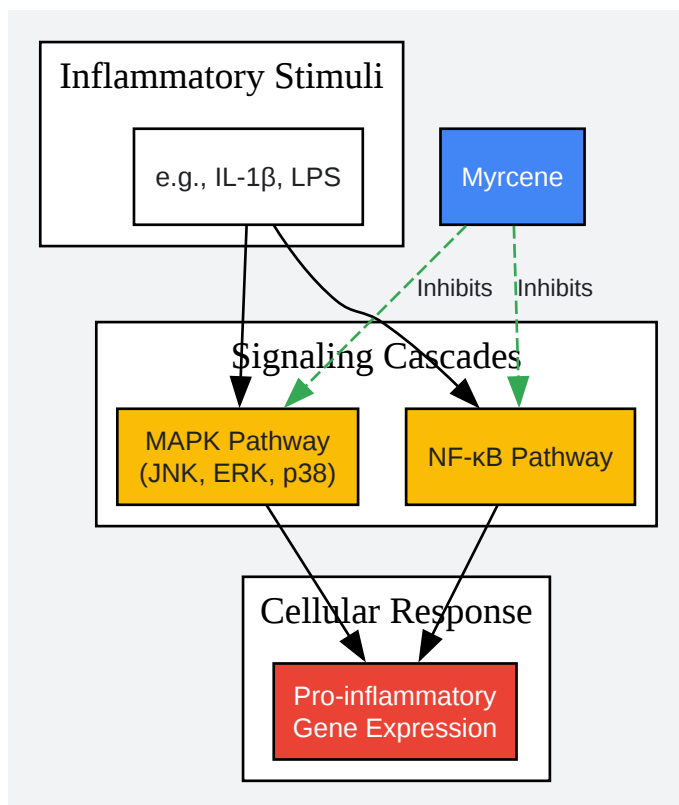 Inflammatory Stimuli
e.g., IL-1β, LPS
Myrcene
Inhibits
Inhibits
Signaling Cascades
MAPK Pathway
(JNK, ERK, p38)
NF-κB Pathway
Cellular Response
Pro-inflammatory
Gene Expression